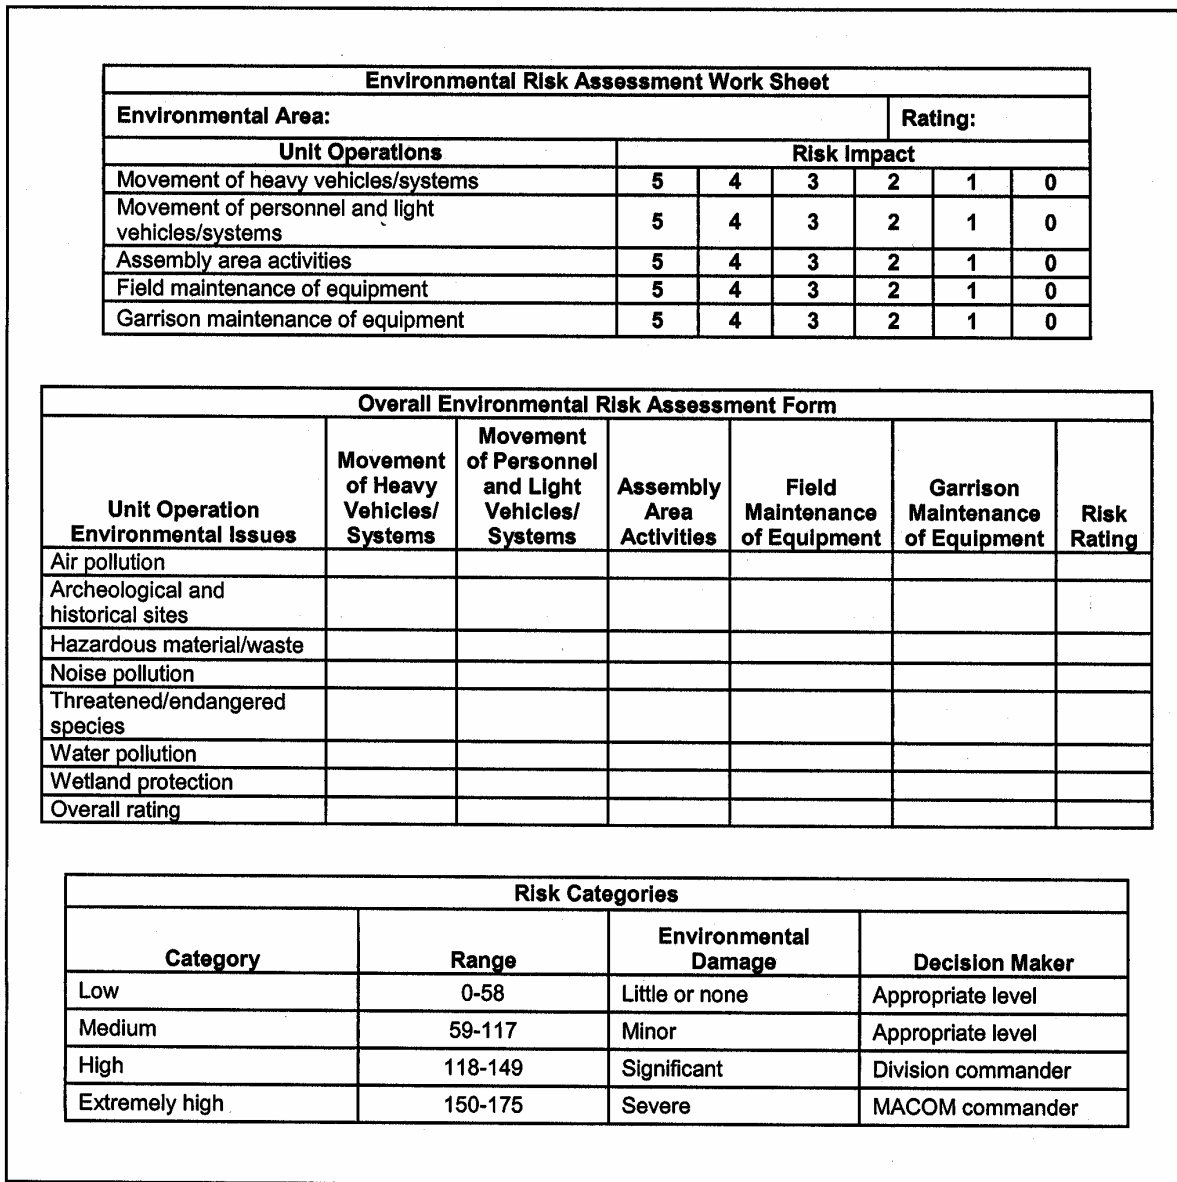 Environmental Risk Assessment Work Sheet
Environmental Area: Rating:
Unit Operations Risk Impact
Movement of heavy vehicles/systems 5 4 3 2 1 0
Movement of personnel and light
vehicles/systems 5 4 3 2 1 0
Assembly area activities 5 4 3 2 1 0
Field maintenance of equipment 5 4 3 2 1 0
Garrison maintenance of equipment 5 4 3 2 1 0
Overall Environmental Risk Assessment Form
Unit Operation
Environmental Issues
Movement
of Heavy
Vehicles/
Systems
Movement
of Personnel
and Light
Vehicles/
Systems
Assembly
Area
Activities
Field
Maintenance
of Equipment
Garrison
Maintenance
of Equipment
Risk
Rating
Air pollution
Archeological and
historical sites
Hazardous material/waste
Noise pollution
Threatened/endangered
species
Water pollution
Wetland protection
Overall rating
Risk Categories
Category Range Environmental
Damage Decision Maker
Low 0-58 Little or none Appropriate level
Medium 59-117 Minor Appropriate level
High 118-149 Significant Division commander
Extremely high 150-175 Severe MACOM commander